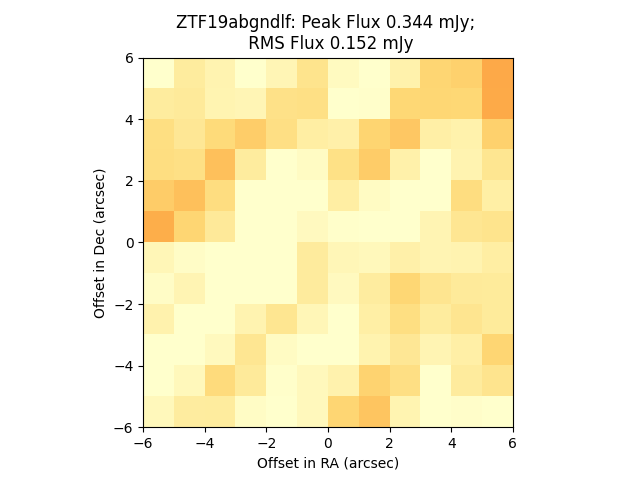 ZTF19abgndlf: Peak Flux 0.344 mJy;
RMS Flux 0.152 mJy
6
4
2
0
−2
−4
−6
Offset in Dec (arcsec)
−6 −4 −2 0 2 4 6
Offset in RA (arcsec)